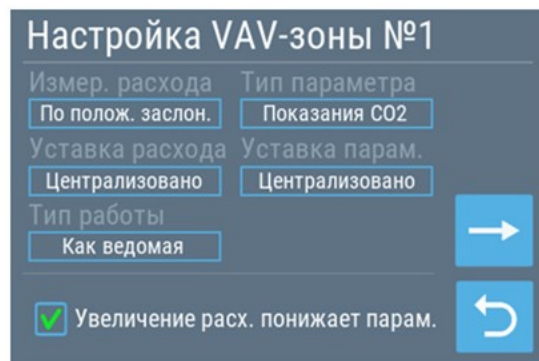 Настройка VAV-зоны №1
Измер. расхода Тип параметра
По полож. заслон. Показания CO2
Уставка расхода Уставка парам.
Централизовано Централизовано
Тип работы
Как ведомая
Увеличение расх. понижает парам.